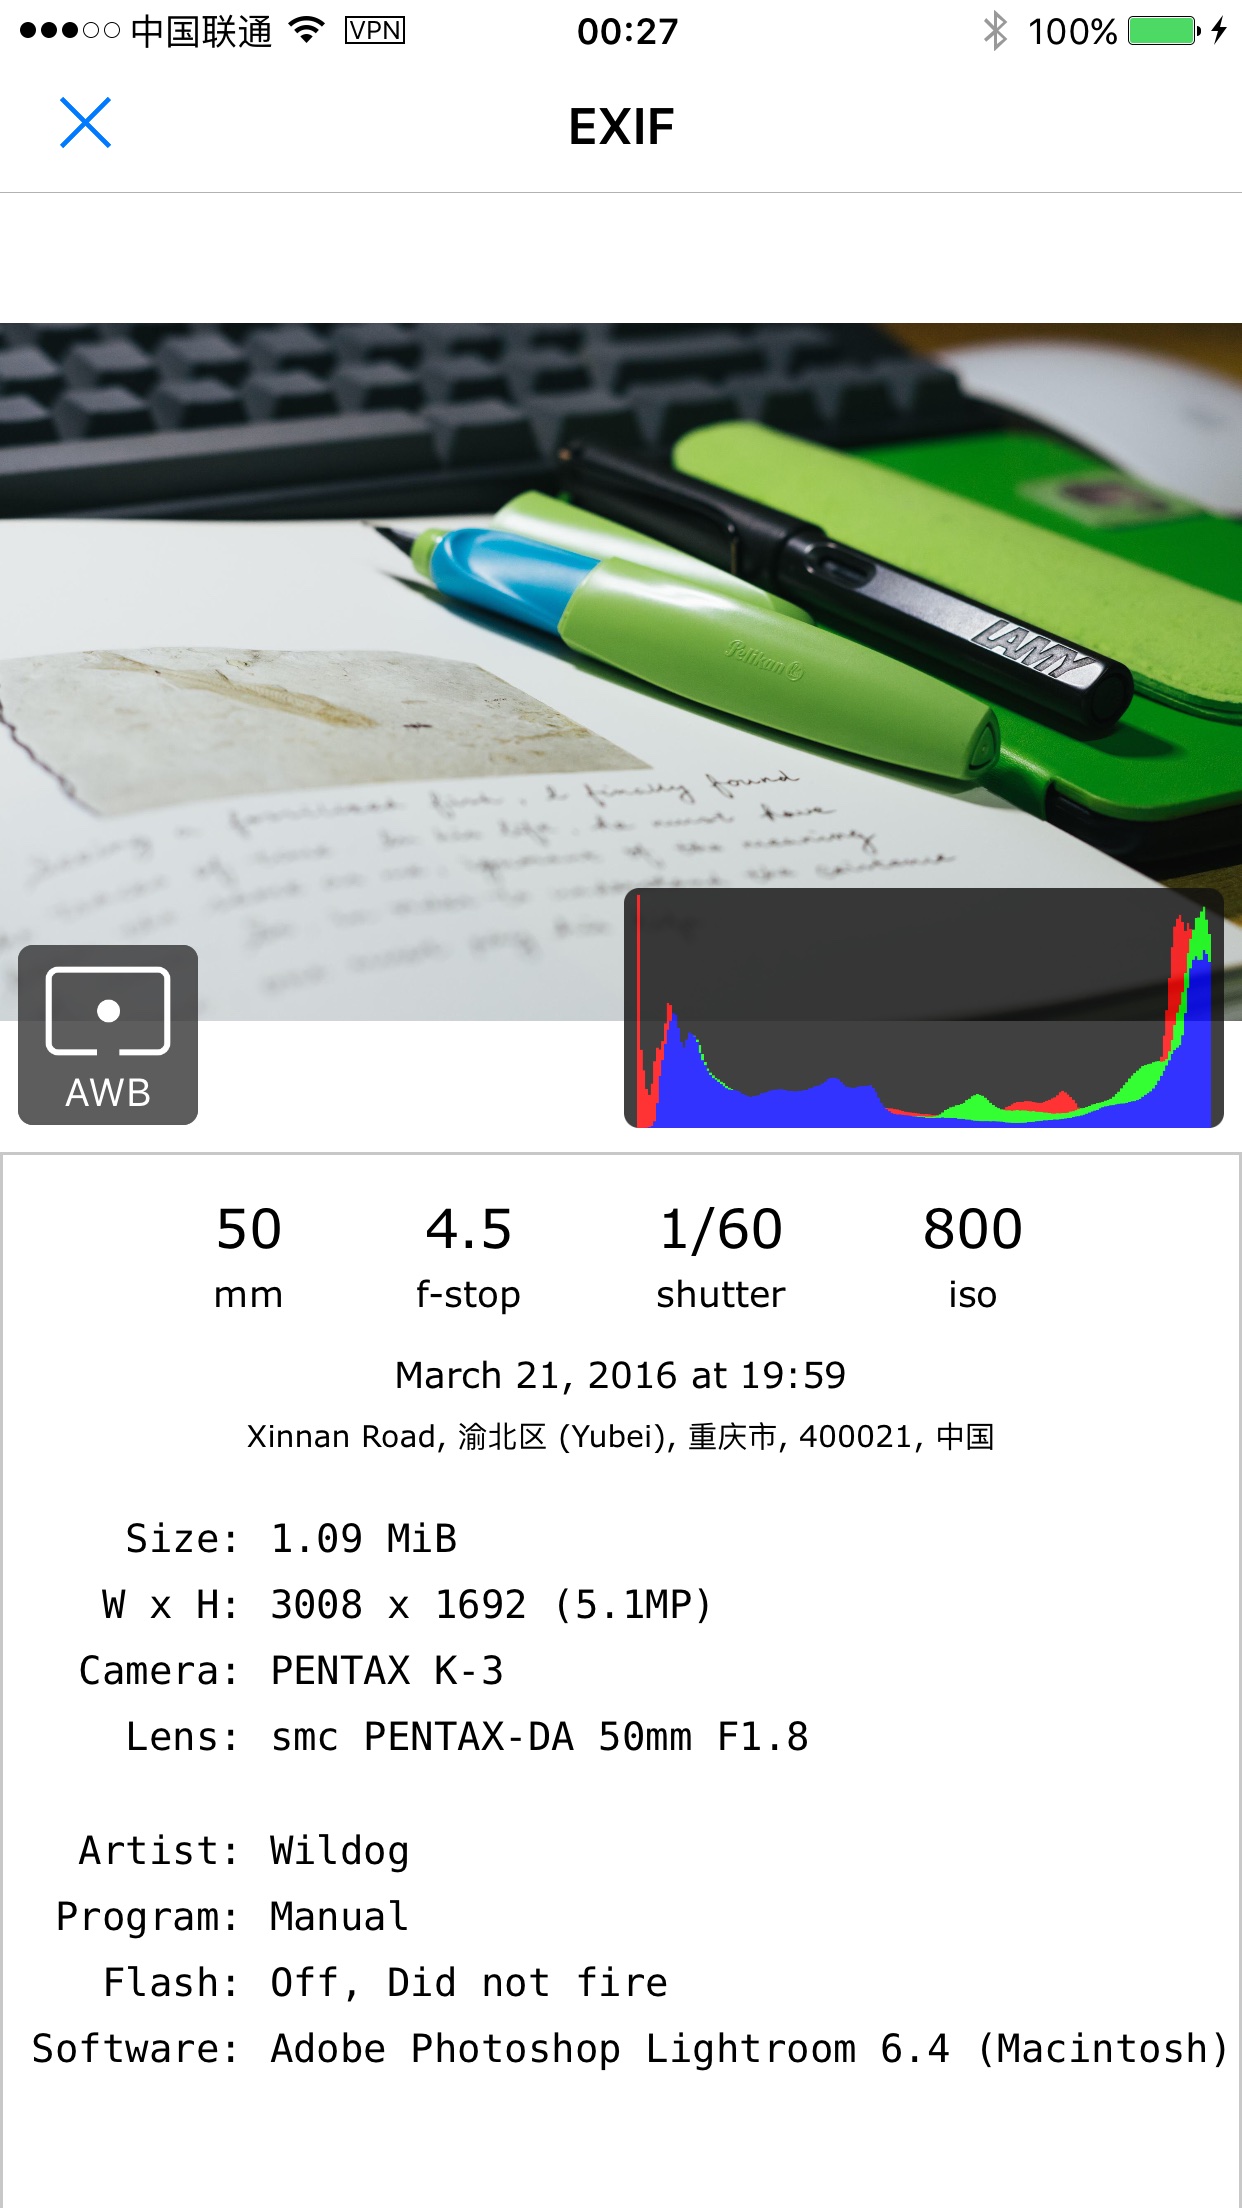 中国联通 VPN 00:27 100%
EXIF
LAMY
Pelikan
I finally found
AWB
50 4.5 1/60 800
mm f-stop shutter iso
March 21, 2016 at 19:59
Xinnan Road, 渝北区 (Yubei), 重庆市, 400021, 中国
Size: 1.09 MiB
W x H: 3008 x 1692 (5.1MP)
Camera: PENTAX K-3
Lens: smc PENTAX-DA 50mm F1.8
Artist: Wildog
Program: Manual
Flash: Off, Did not fire
Software: Adobe Photoshop Lightroom 6.4 (Macintosh)